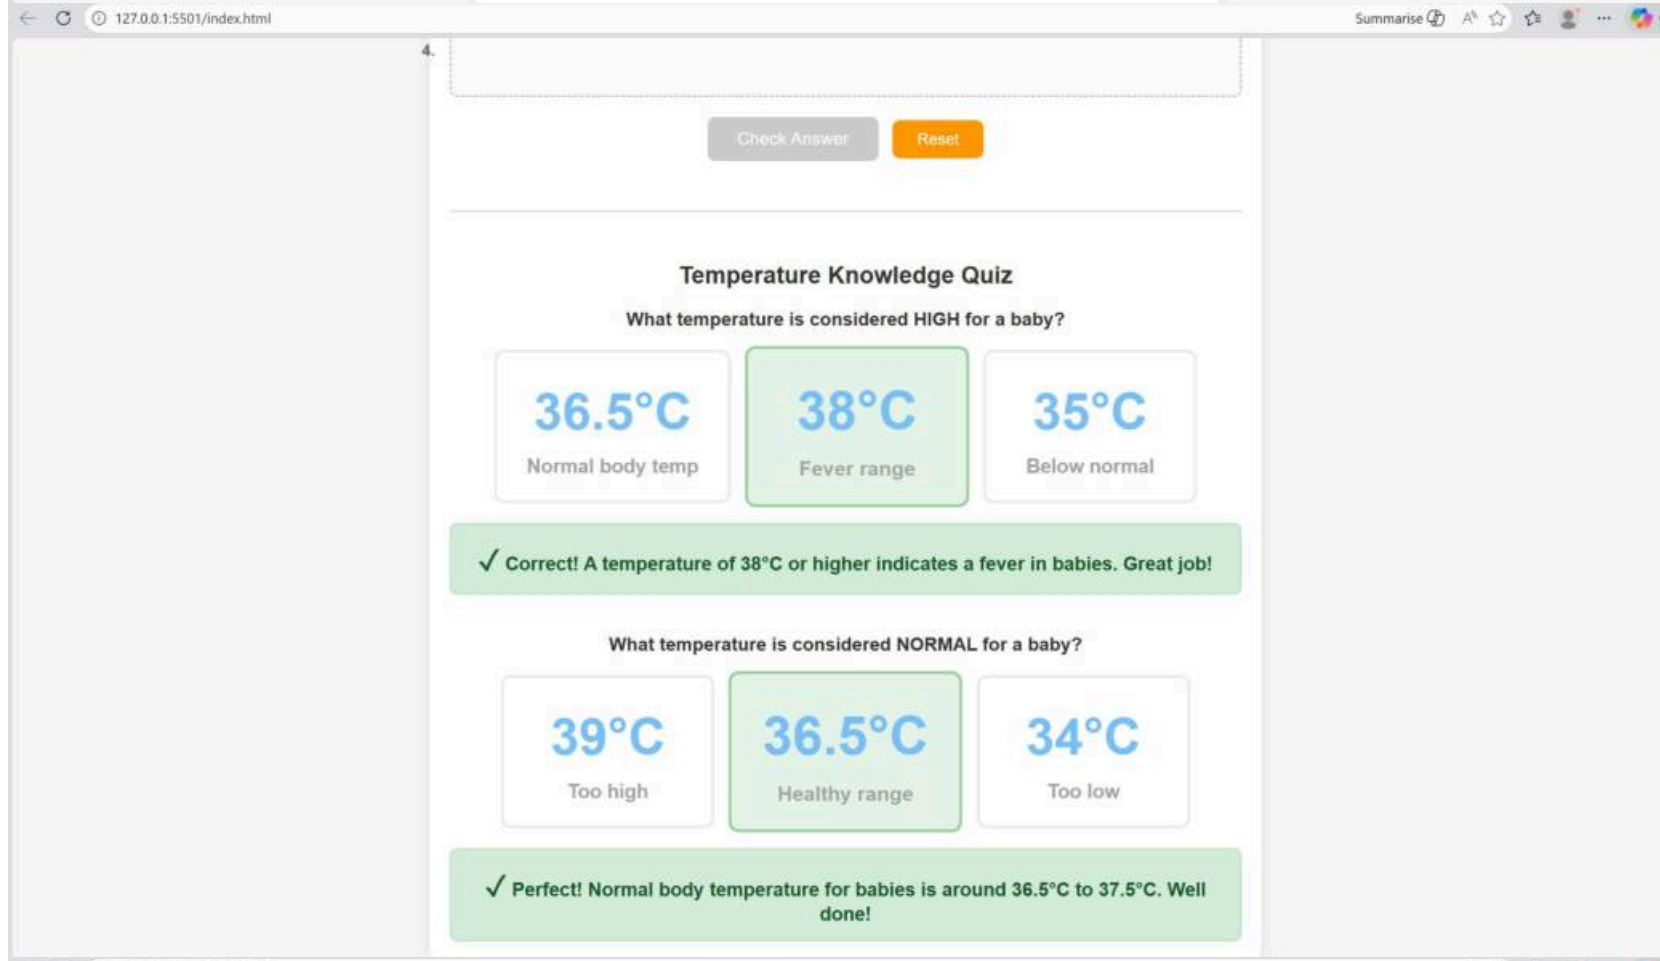 127.0.0.1:5501/index.html
Summarise
4.
Check Answer
Reset
Temperature Knowledge Quiz
What temperature is considered HIGH for a baby?
36.5°C
Normal body temp
38°C
Fever range
35°C
Below normal
✓ Correct! A temperature of 38°C or higher indicates a fever in babies. Great job!
What temperature is considered NORMAL for a baby?
39°C
Too high
36.5°C
Healthy range
34°C
Too low
✓ Perfect! Normal body temperature for babies is around 36.5°C to 37.5°C. Well
done!